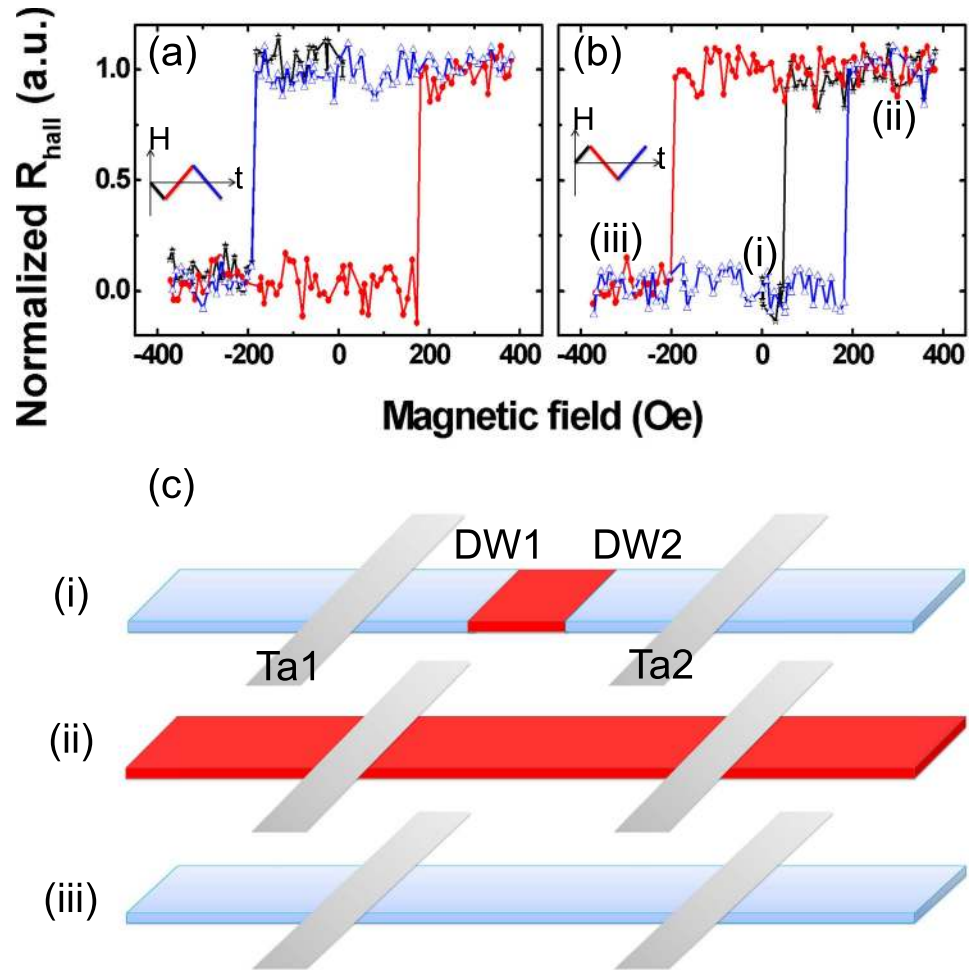 Normalized R_hall (a.u.)
(a)
(b)
1.0
0.5
0.0
H
t
H
t
(ii)
(iii)
(i)
-400 -200 0 200 400
-400 -200 0 200 400
Magnetic field (Oe)
(c)
DW1 DW2
(i)
Ta1 Ta2
(ii)
(iii)